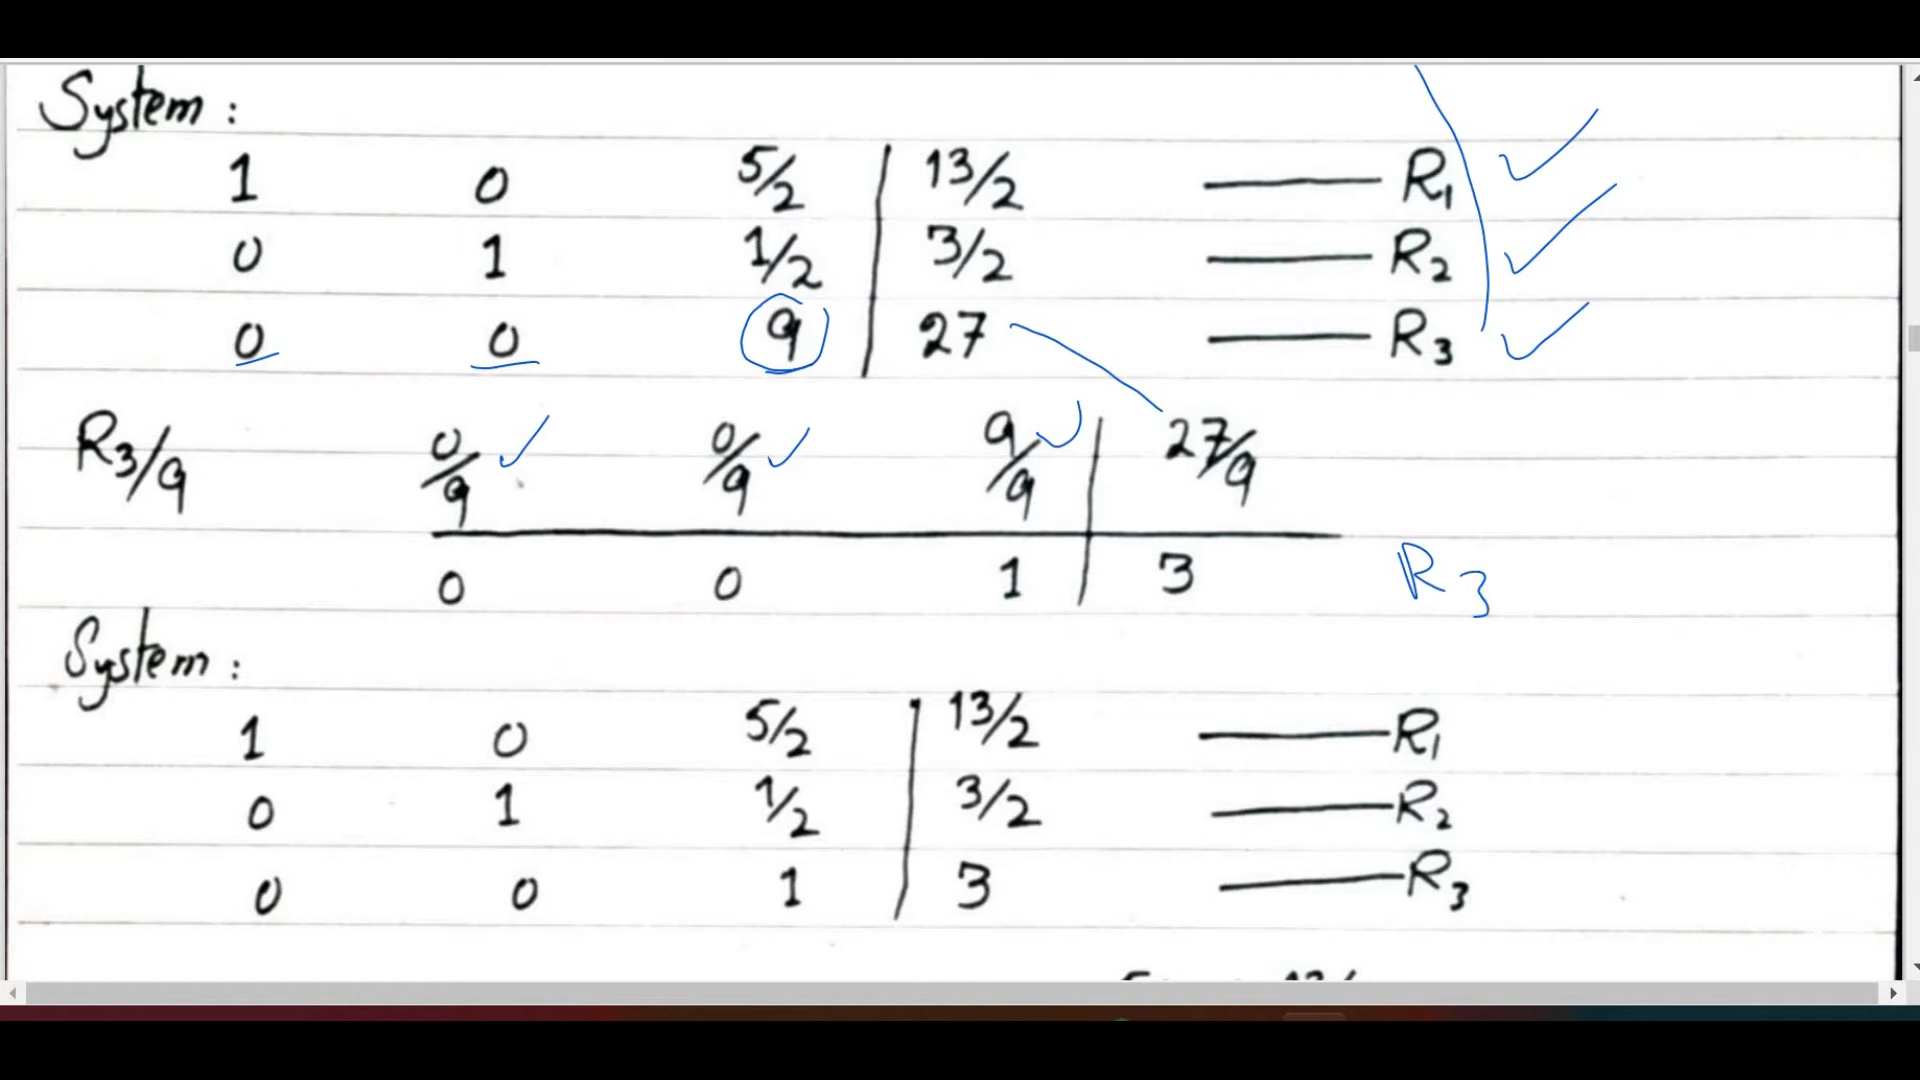 System :
1 0 5/2 | 13/2 —— R1
0 1 1/2 | 3/2 —— R2
0 0 9 | 27 —— R3
R3/9 0/9 0/9 9/9 | 27/9
0 0 1 | 3 R3
System :
1 0 5/2 | 13/2 —— R1
0 1 1/2 | 3/2 —— R2
0 0 1 | 3 —— R3